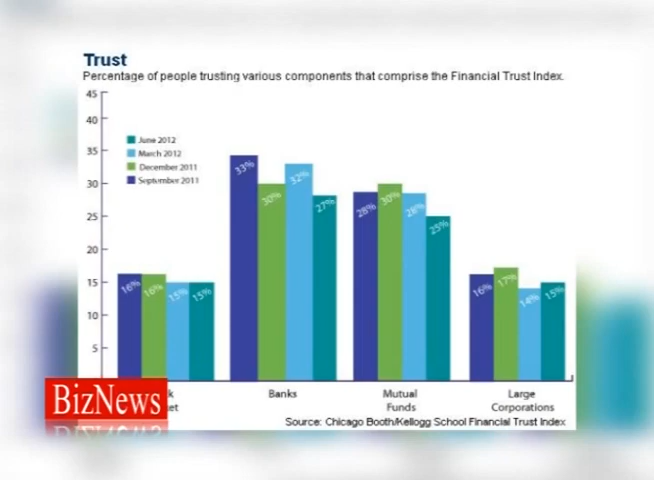 Trust
Percentage of people trusting various components that comprise the Financial Trust Index.
45
40
35
30
25
20
15
10
5
June 2012
March 2012
December 2011
September 2011
16%
16%
15%
15%
33%
30%
32%
27%
28%
30%
28%
25%
16%
17%
14%
15%
k
et
Banks
Mutual
Funds
Large
Corporations
BizNews
Source: Chicago Booth/Kellogg School Financial Trust Index